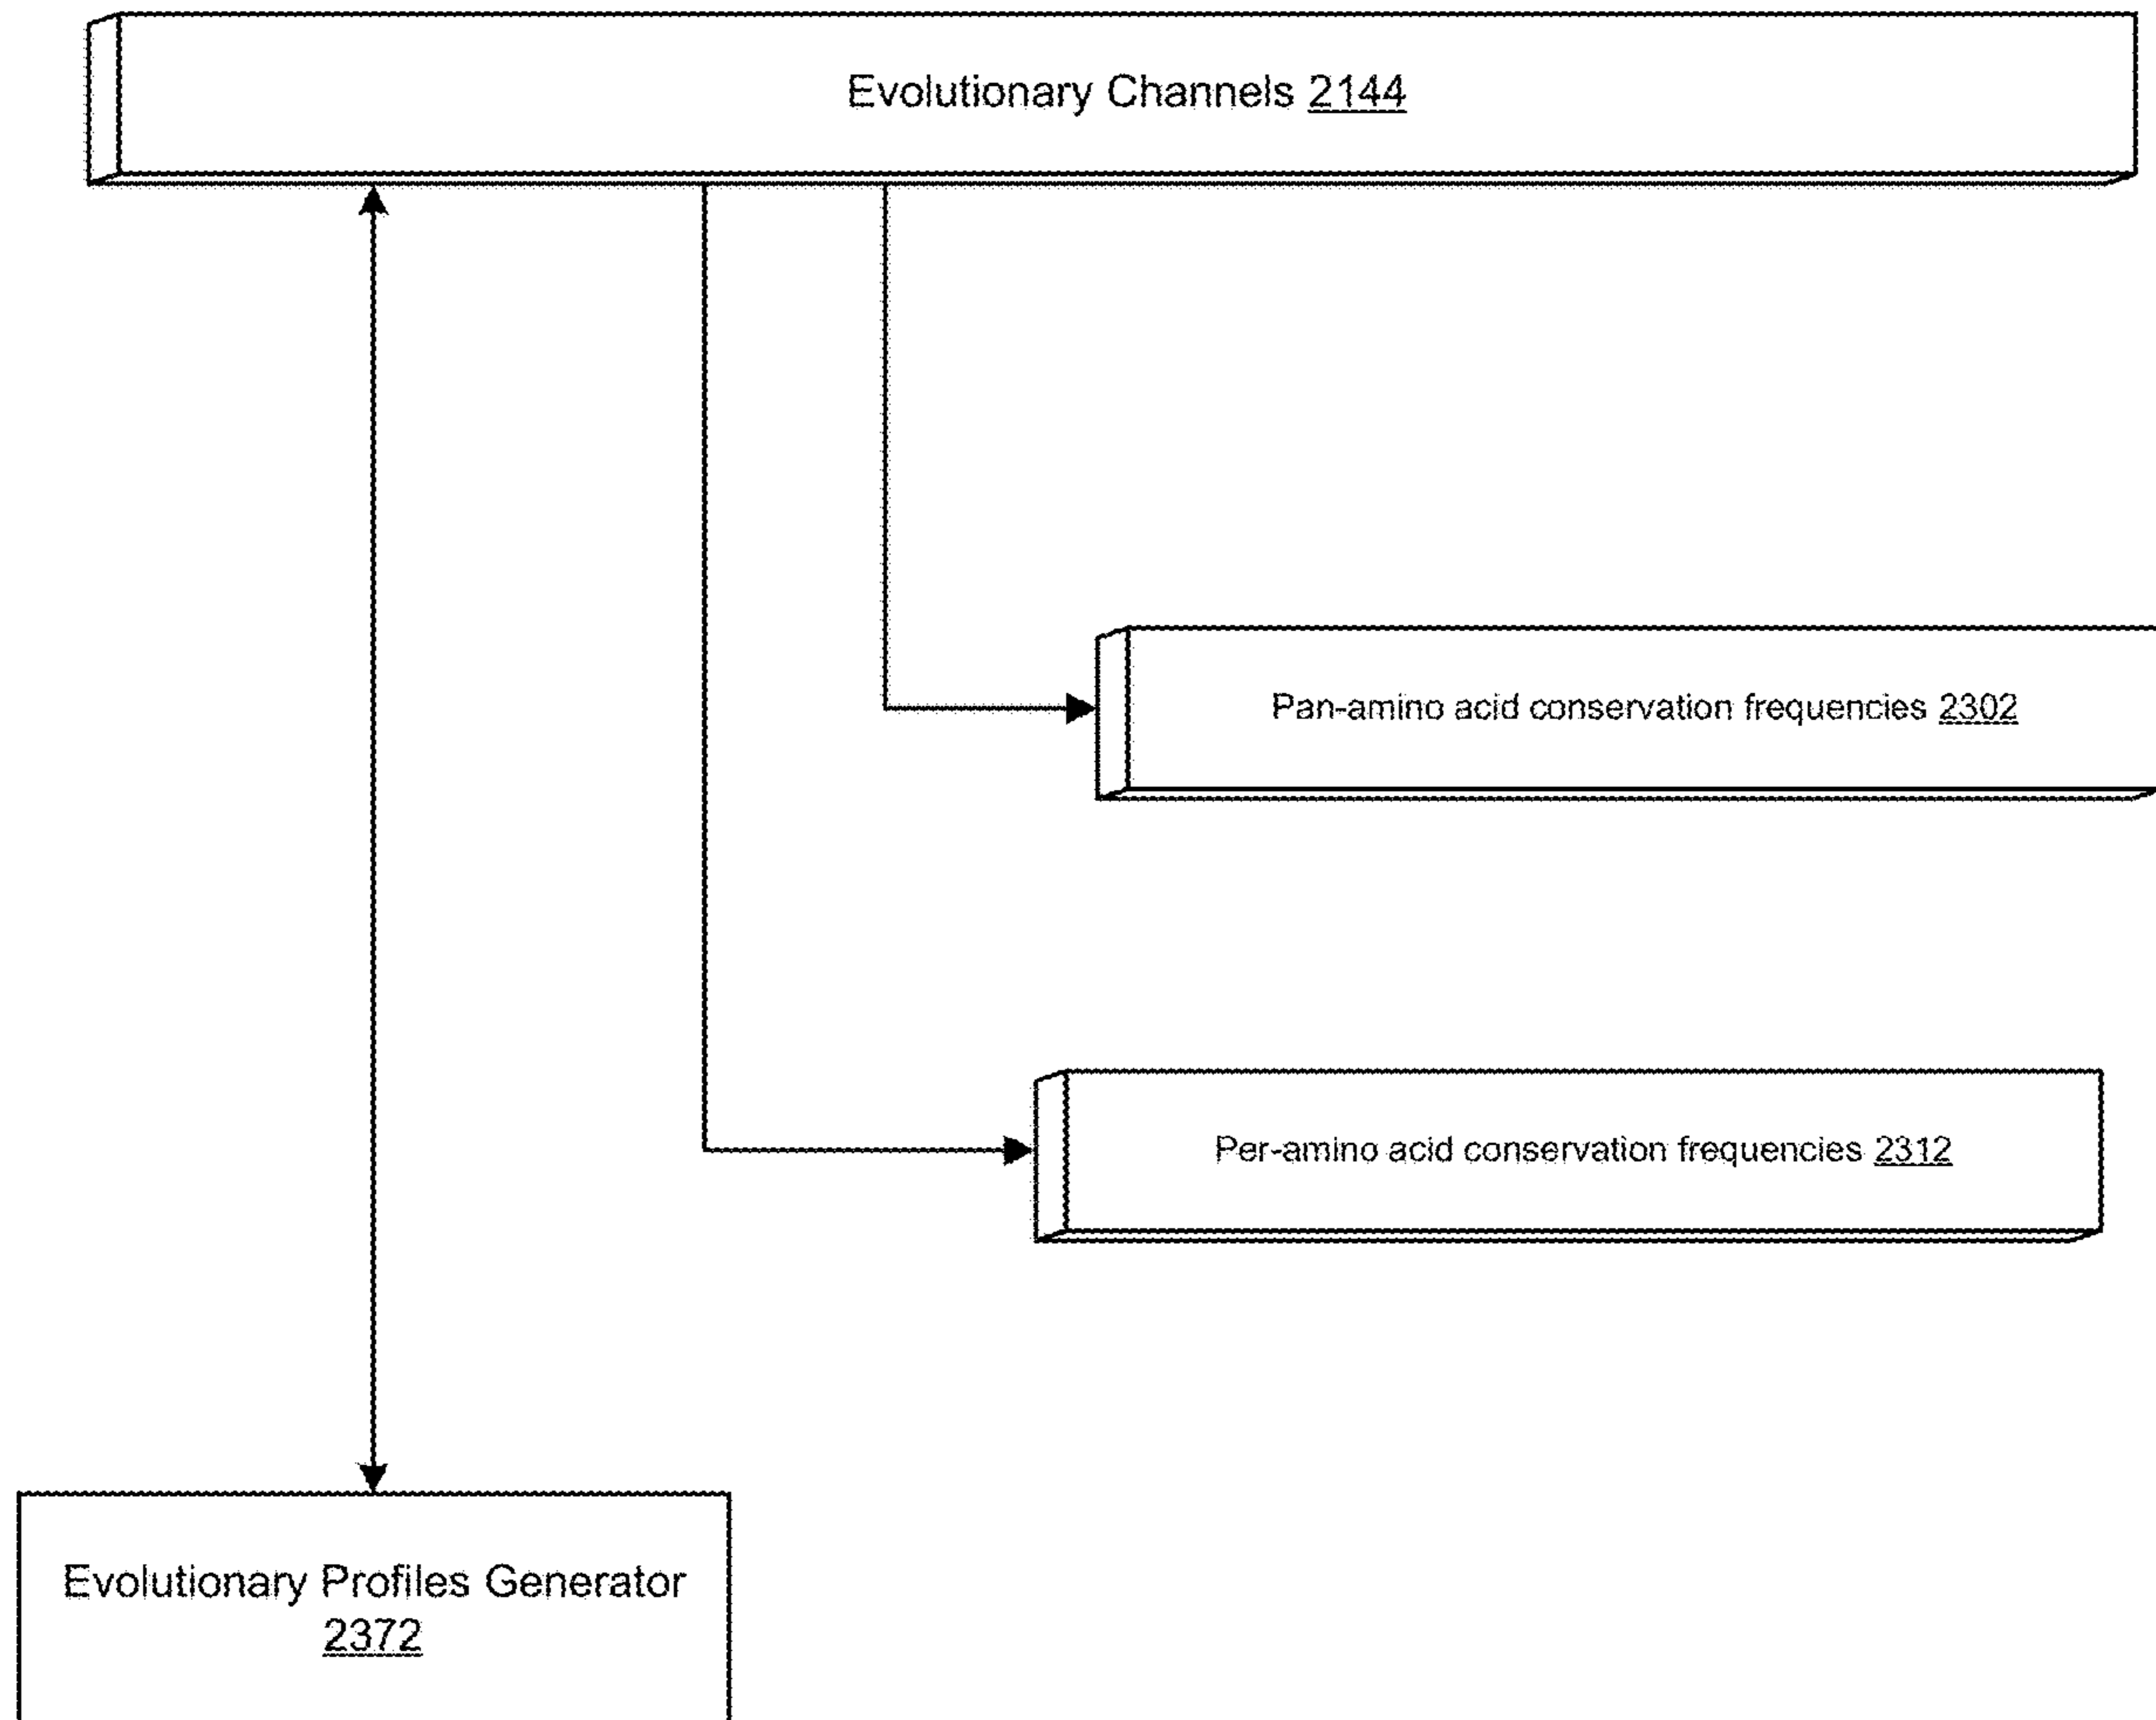 Evolutionary Channels 2144
Pan-amino acid conservation frequencies 2302
Per-amino acid conservation frequencies 2312
Evolutionary Profiles Generator
2372